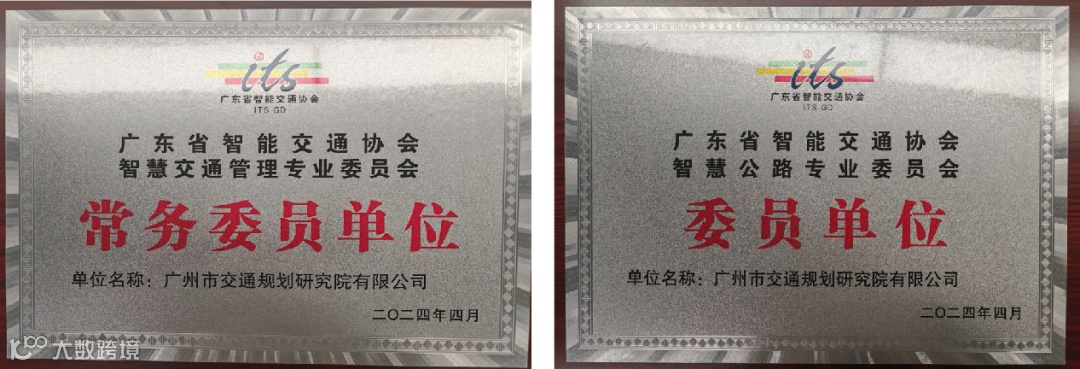 its
广东省智能交通协会
ITS GD
广东省智能交通协会
智慧交通管理专业委员会
常务委员单位
单位名称：广州市交通规划研究院有限公司
二〇二四年四月
大数跨境
its
广东省智能交通协会
ITS GD
广东省智能交通协会
智慧公路专业委员会
委员单位
单位名称：广州市交通规划研究院有限公司
二〇二四年四月